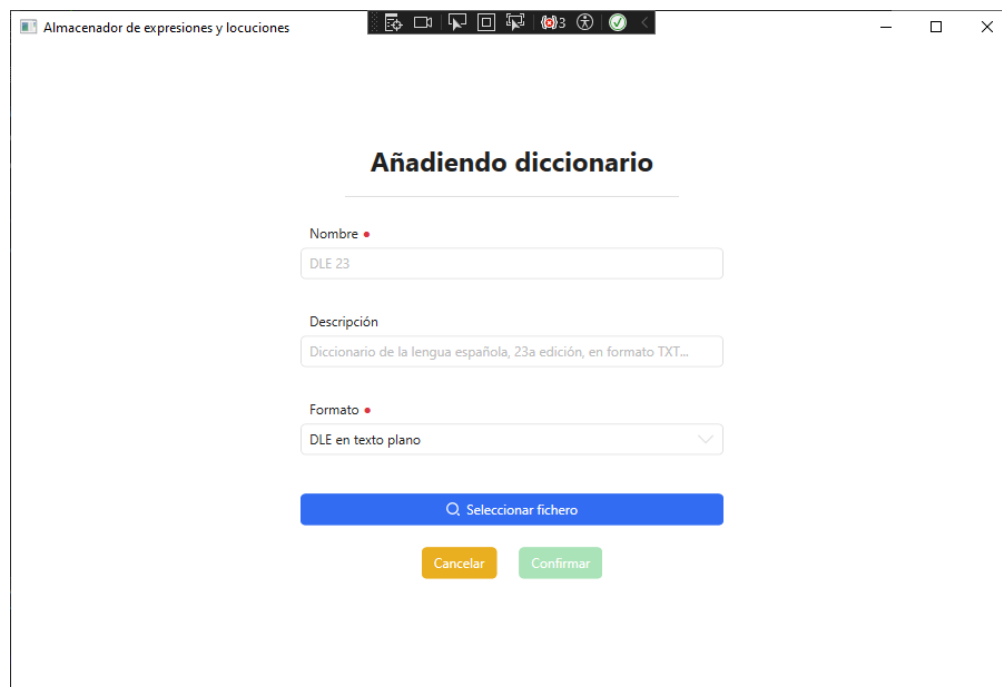 Almacenador de expresiones y locuciones
3
Añadiendo diccionario
Nombre
DLE 23
Descripción
Diccionario de la lengua española, 23a edición, en formato TXT...
Formato
DLE en texto plano
Seleccionar fichero
Cancelar
Confirmar